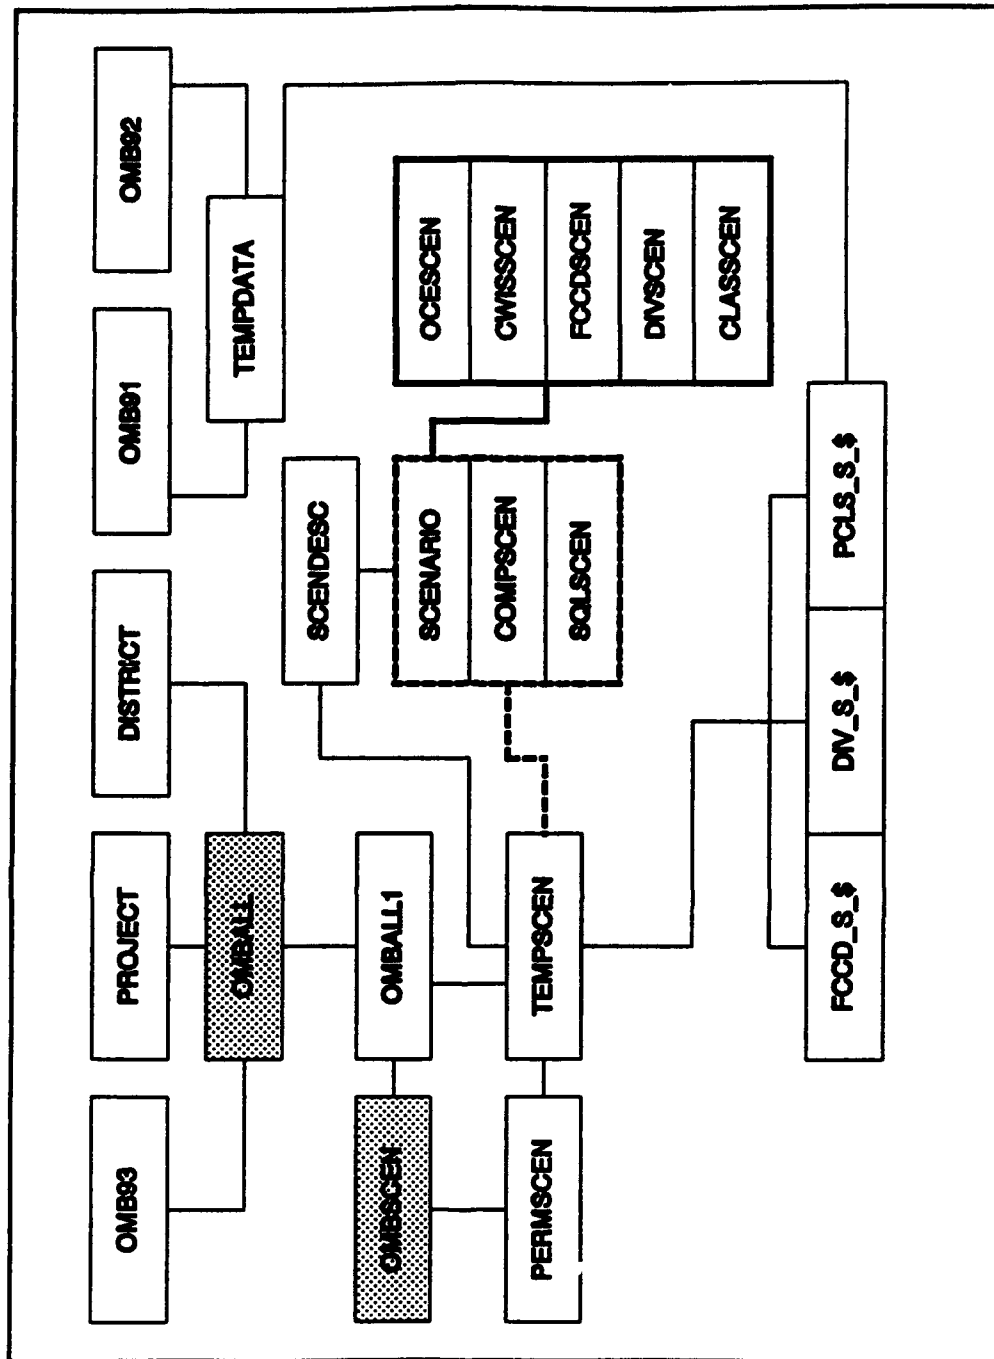 OMB93
PROJECT
DISTRICT
OMB91
OMB92
OMBALL
TEMPDATA
SCENDESC
OMBSCEN
OMBALL1
SCENARIO
COMPSCEN
SQLSCEN
OCESCEN
CWISSCEN
FCCDSCEN
DIVSCEN
CLASSCEN
PERMSCEN
TEMPSCEN
FCCD_S_$
DIV_S_$
PCLS_S_$